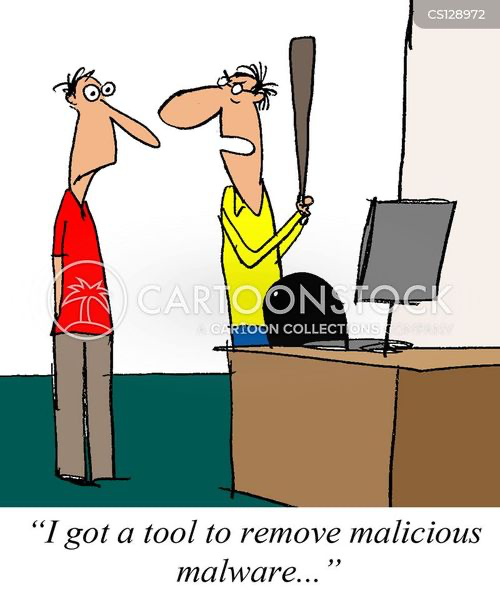 CS128972
CARTOONSTOCK
A CARTOON COLLECTIONS COMPANY
“I got a tool to remove malicious
malware...”